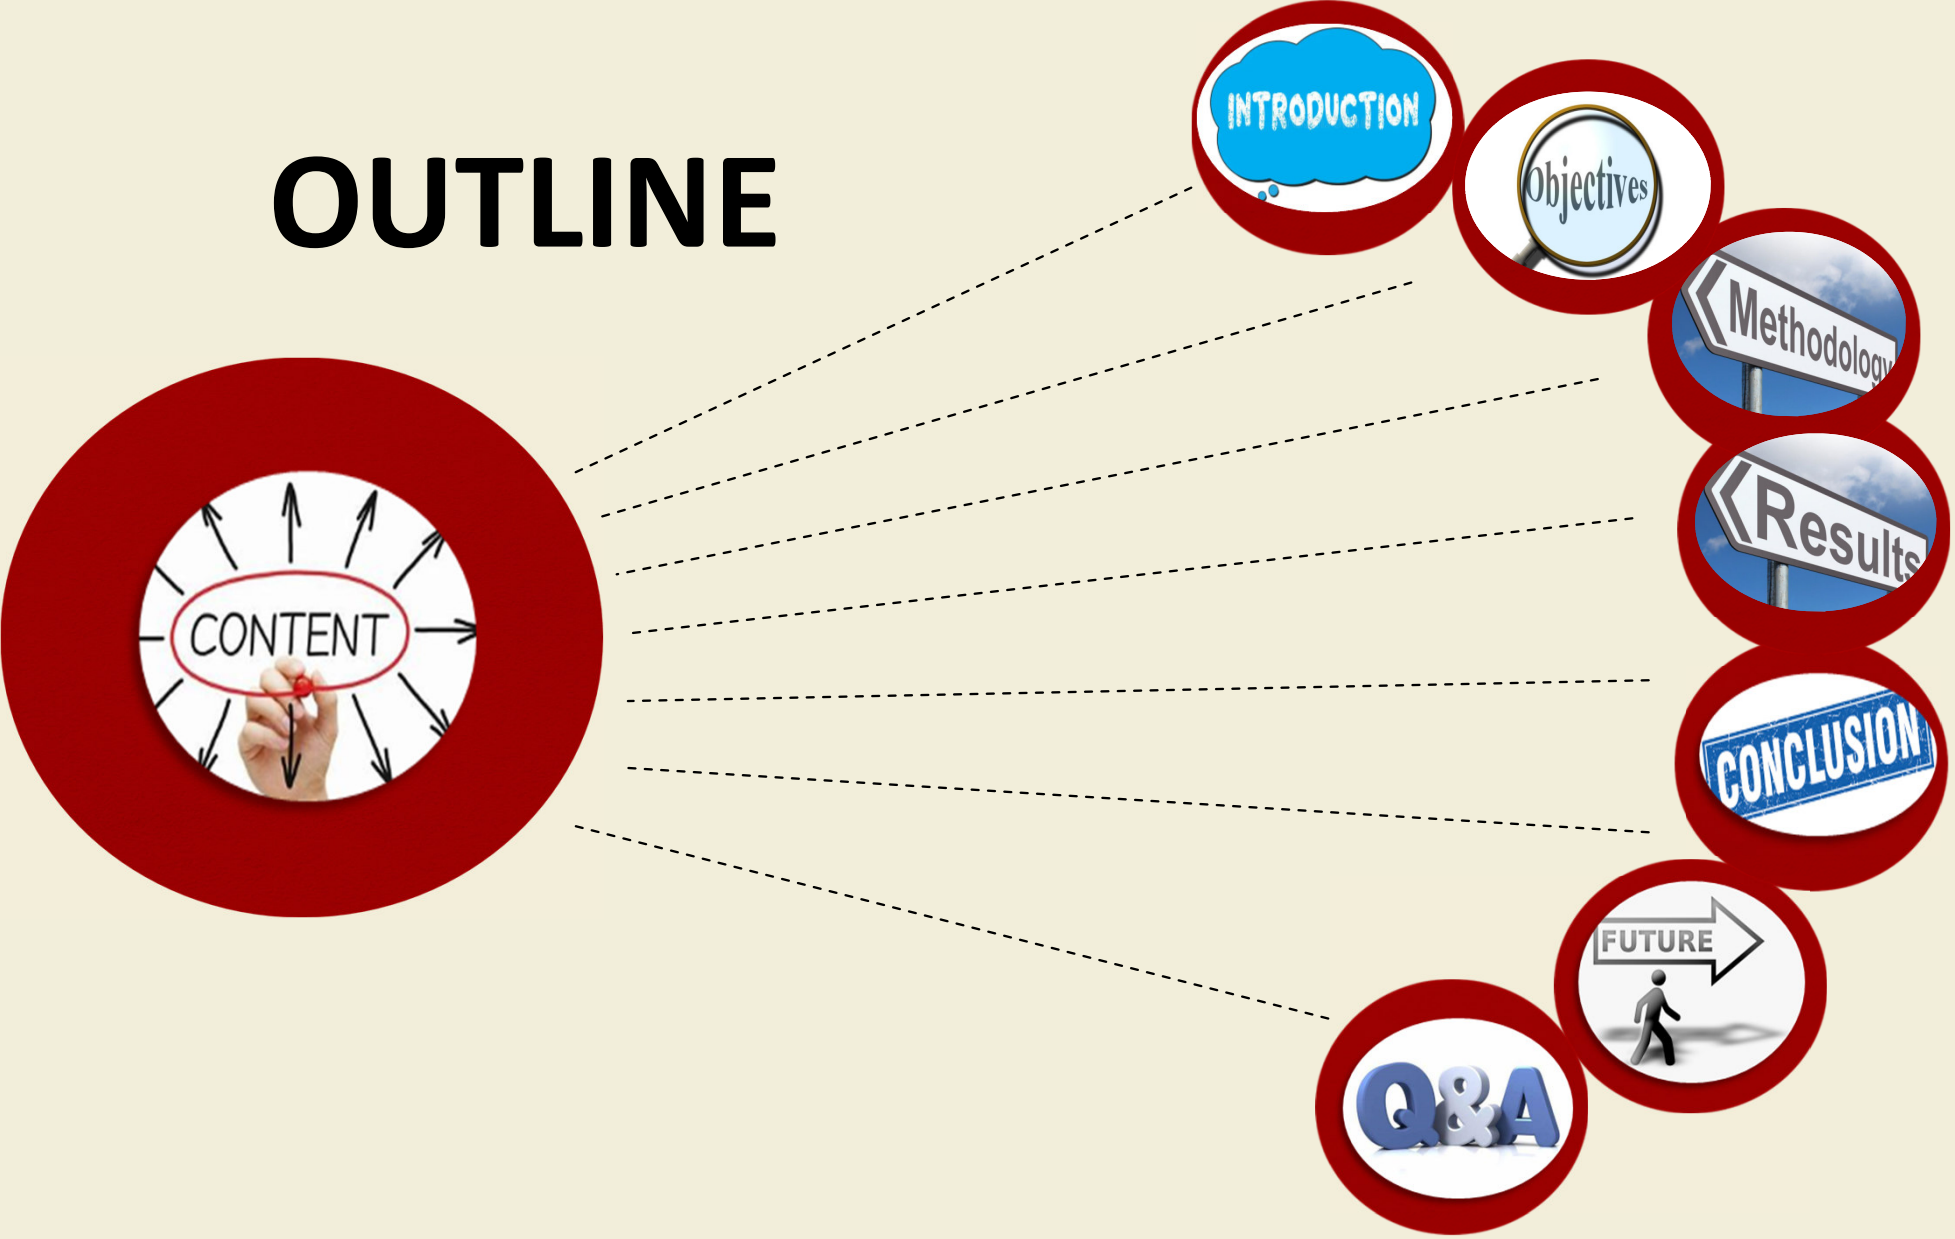 OUTLINE
CONTENT
INTRODUCTION
Objectives
Methodology
Results
CONCLUSION
FUTURE
Q&A